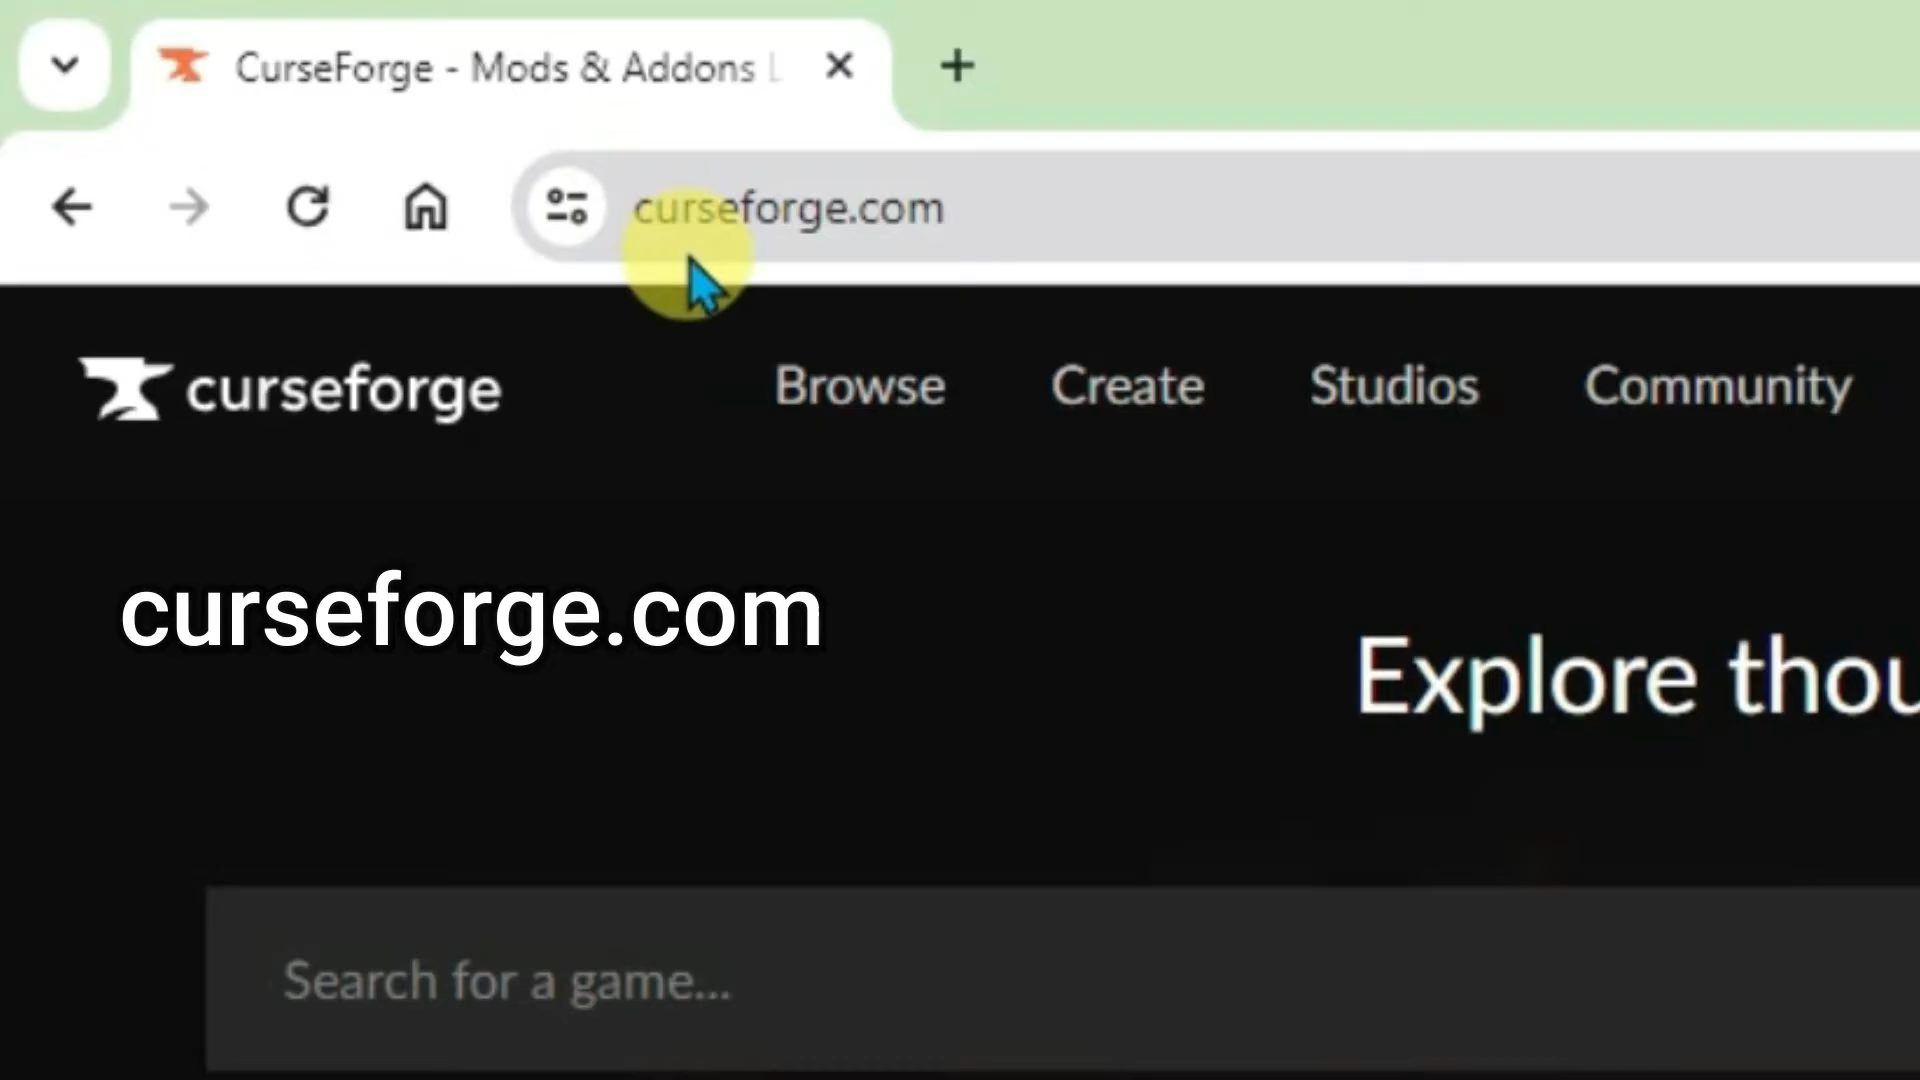 CurseForge - Mods & Addons
curseforge.com
curseforge
Browse
Create
Studios
Community
curseforge.com
Explore thou
Search for a game...